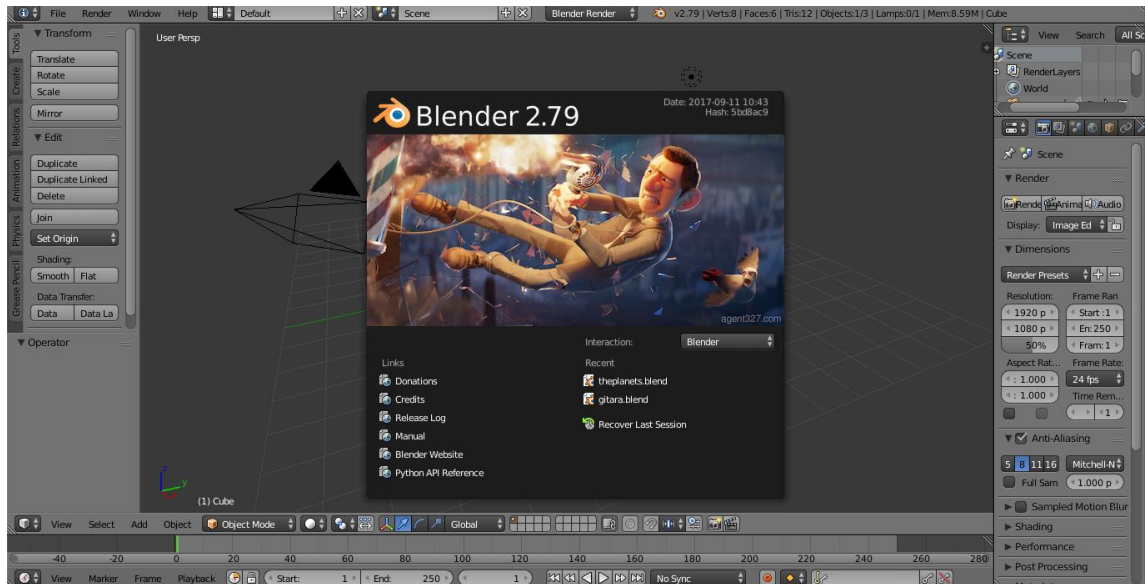 File Render Window Help Default Scene Blender Render v2.79 | Verts:8 | Faces:6 | Tris:12 | Objects:1/3 | Lamps:0/1 | Mem:8.59M | Cube
Tools
Create
Relations
Animation
Physics
Grease Pencil
Transform
Translate
Rotate
Scale
Mirror
Edit
Duplicate
Duplicate Linked
Delete
Join
Set Origin
Shading:
Smooth Flat
Data Transfer:
Data Data La
Operator
User Persp
Blender 2.79
Date: 2017-09-11 10:43
Hash: 5bd8ac9
agent327.com
Interaction: Blender
Links
Donations
Credits
Release Log
Manual
Blender Website
Python API Reference
Recent
theplanets.blend
gitara.blend
Recover Last Session
z
y
(1) Cube
View Select Add Object Object Mode Global
-40 -20 0 20 40 60 80 100 120 140 160 180 200 220 240 260 280
View Marker Frame Playback Start: 1 End: 250 1 No Sync
View Search All Sc
Scene
RenderLayers
World
Scene
Render
Rende Anima Audio
Display: Image Ed
Dimensions
Render Presets
Resolution: Frame Ran
1920 p Start :1
1080 p En: 250
50% Fram: 1
Aspect Rat... Frame Rate:
: 1.000 24 fps
: 1.000 Time Rem...
1
Anti-Aliasing
5 8 11 16 Mitchell-N
Full Sam 1.000 p
Sampled Motion Blur
Shading
Performance
Post Processing